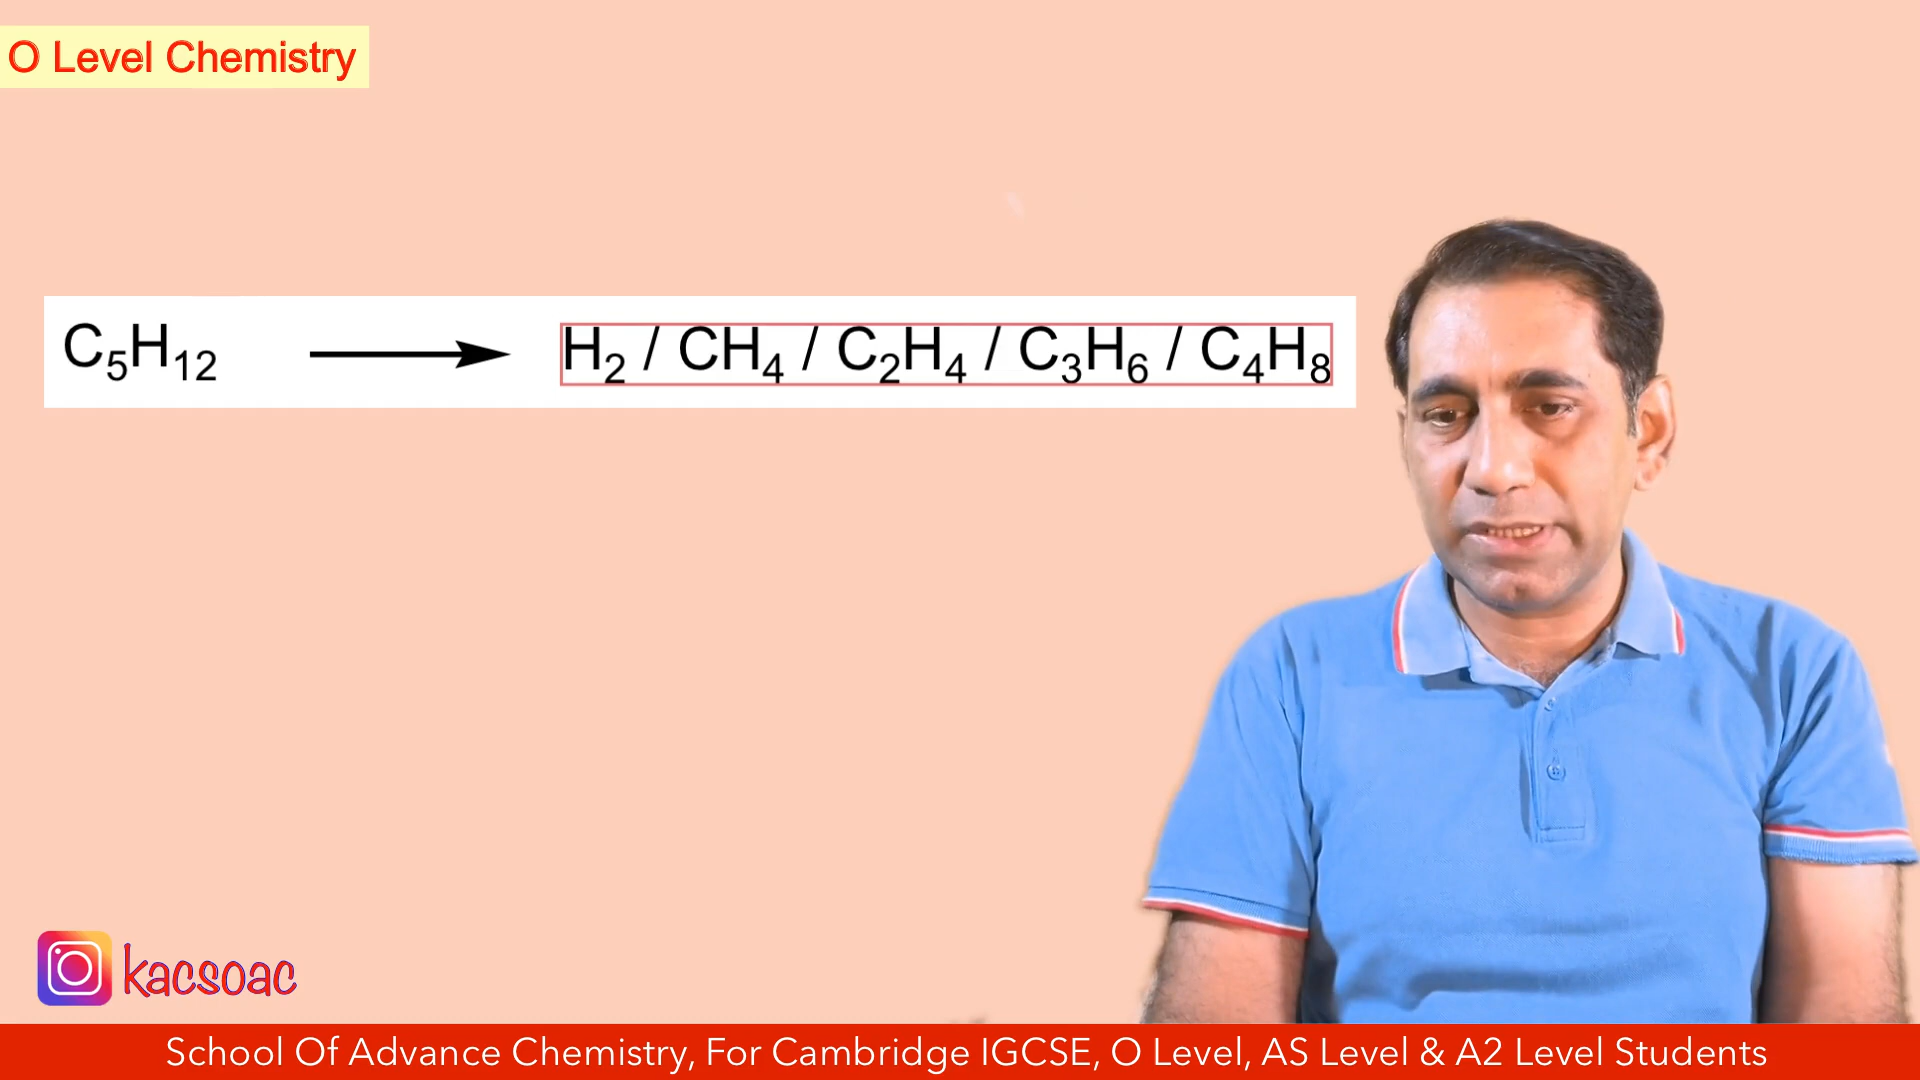 O Level Chemistry
C₅H₁₂ ⟶ H₂ / CH₄ / C₂H₄ / C₃H₆ / C₄H₈
kacsoac
School Of Advance Chemistry, For Cambridge IGCSE, O Level, AS Level & A2 Level Students